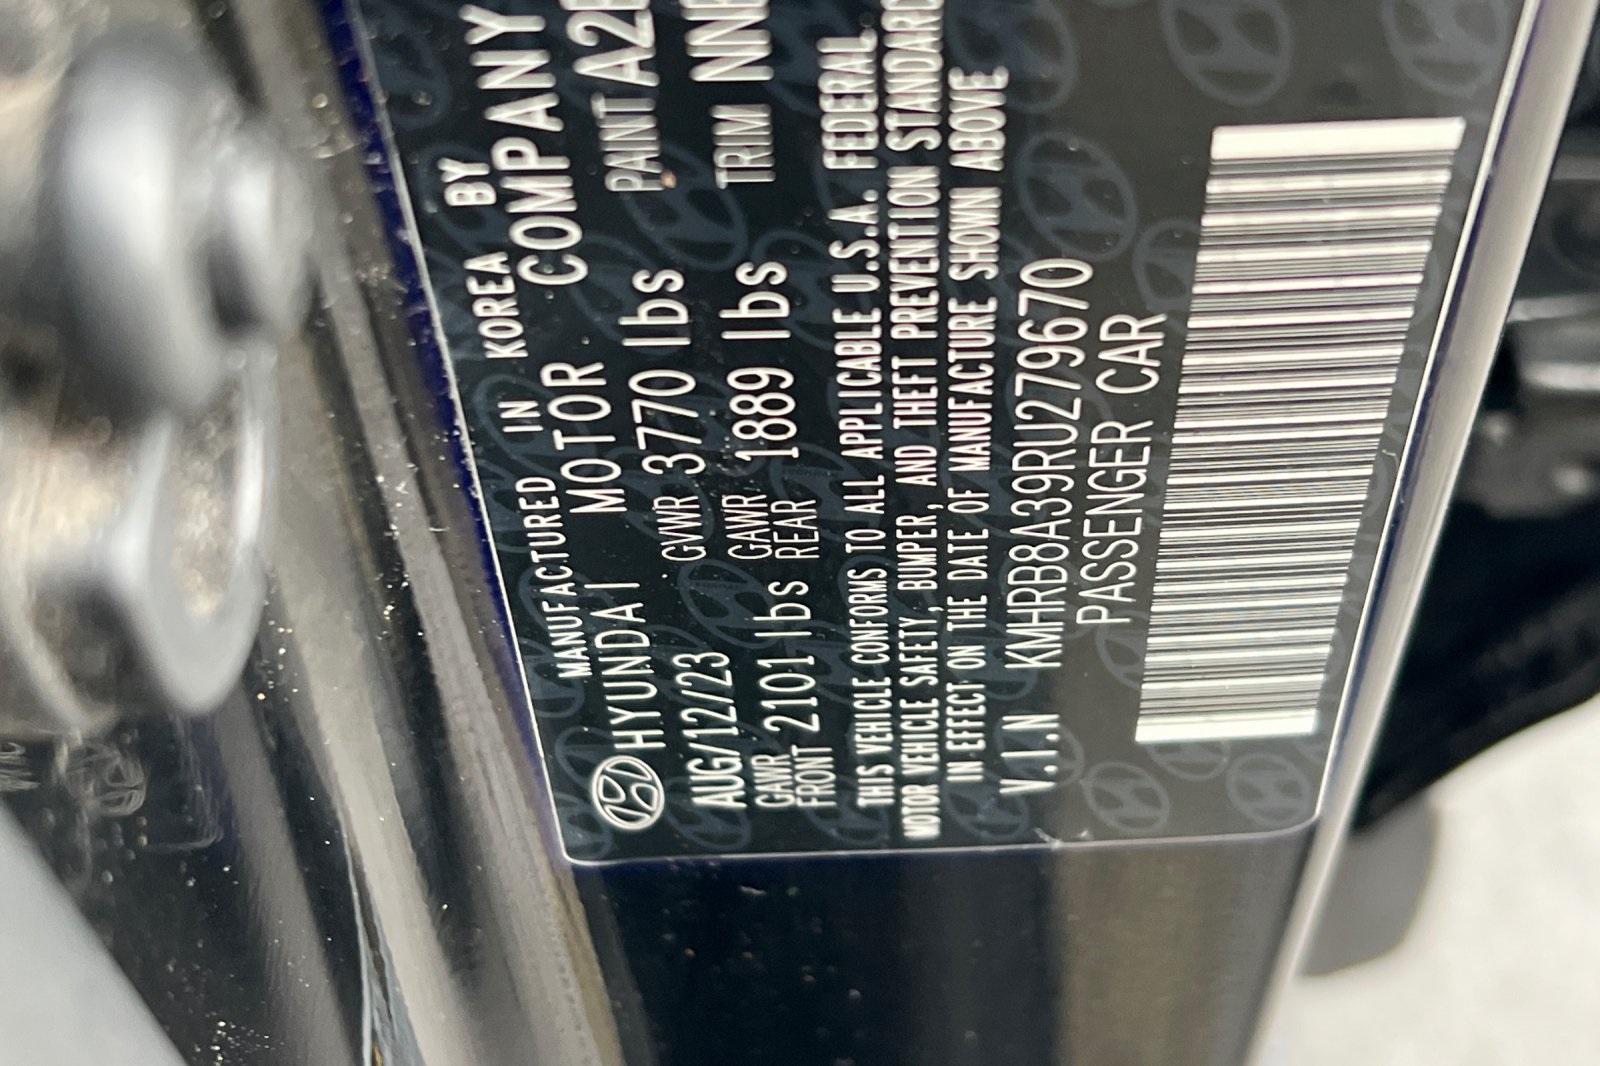 MANUFACTURED IN KOREA BY
HYUNDAI MOTOR COMPANY
AUG/12/23 GVWR 3770 lbs PAINT
GAWR FRONT 2101 lbs GAWR REAR 1889 lbs TRIM
THIS VEHICLE CONFORMS TO ALL APPLICABLE U.S.A. FEDERAL
MOTOR VEHICLE SAFETY, BUMPER, AND THEFT PREVENTION STANDARD
IN EFFECT ON THE DATE OF MANUFACTURE SHOWN ABOVE
V.I.N KMHRB8A39RU279670
PASSENGER CAR